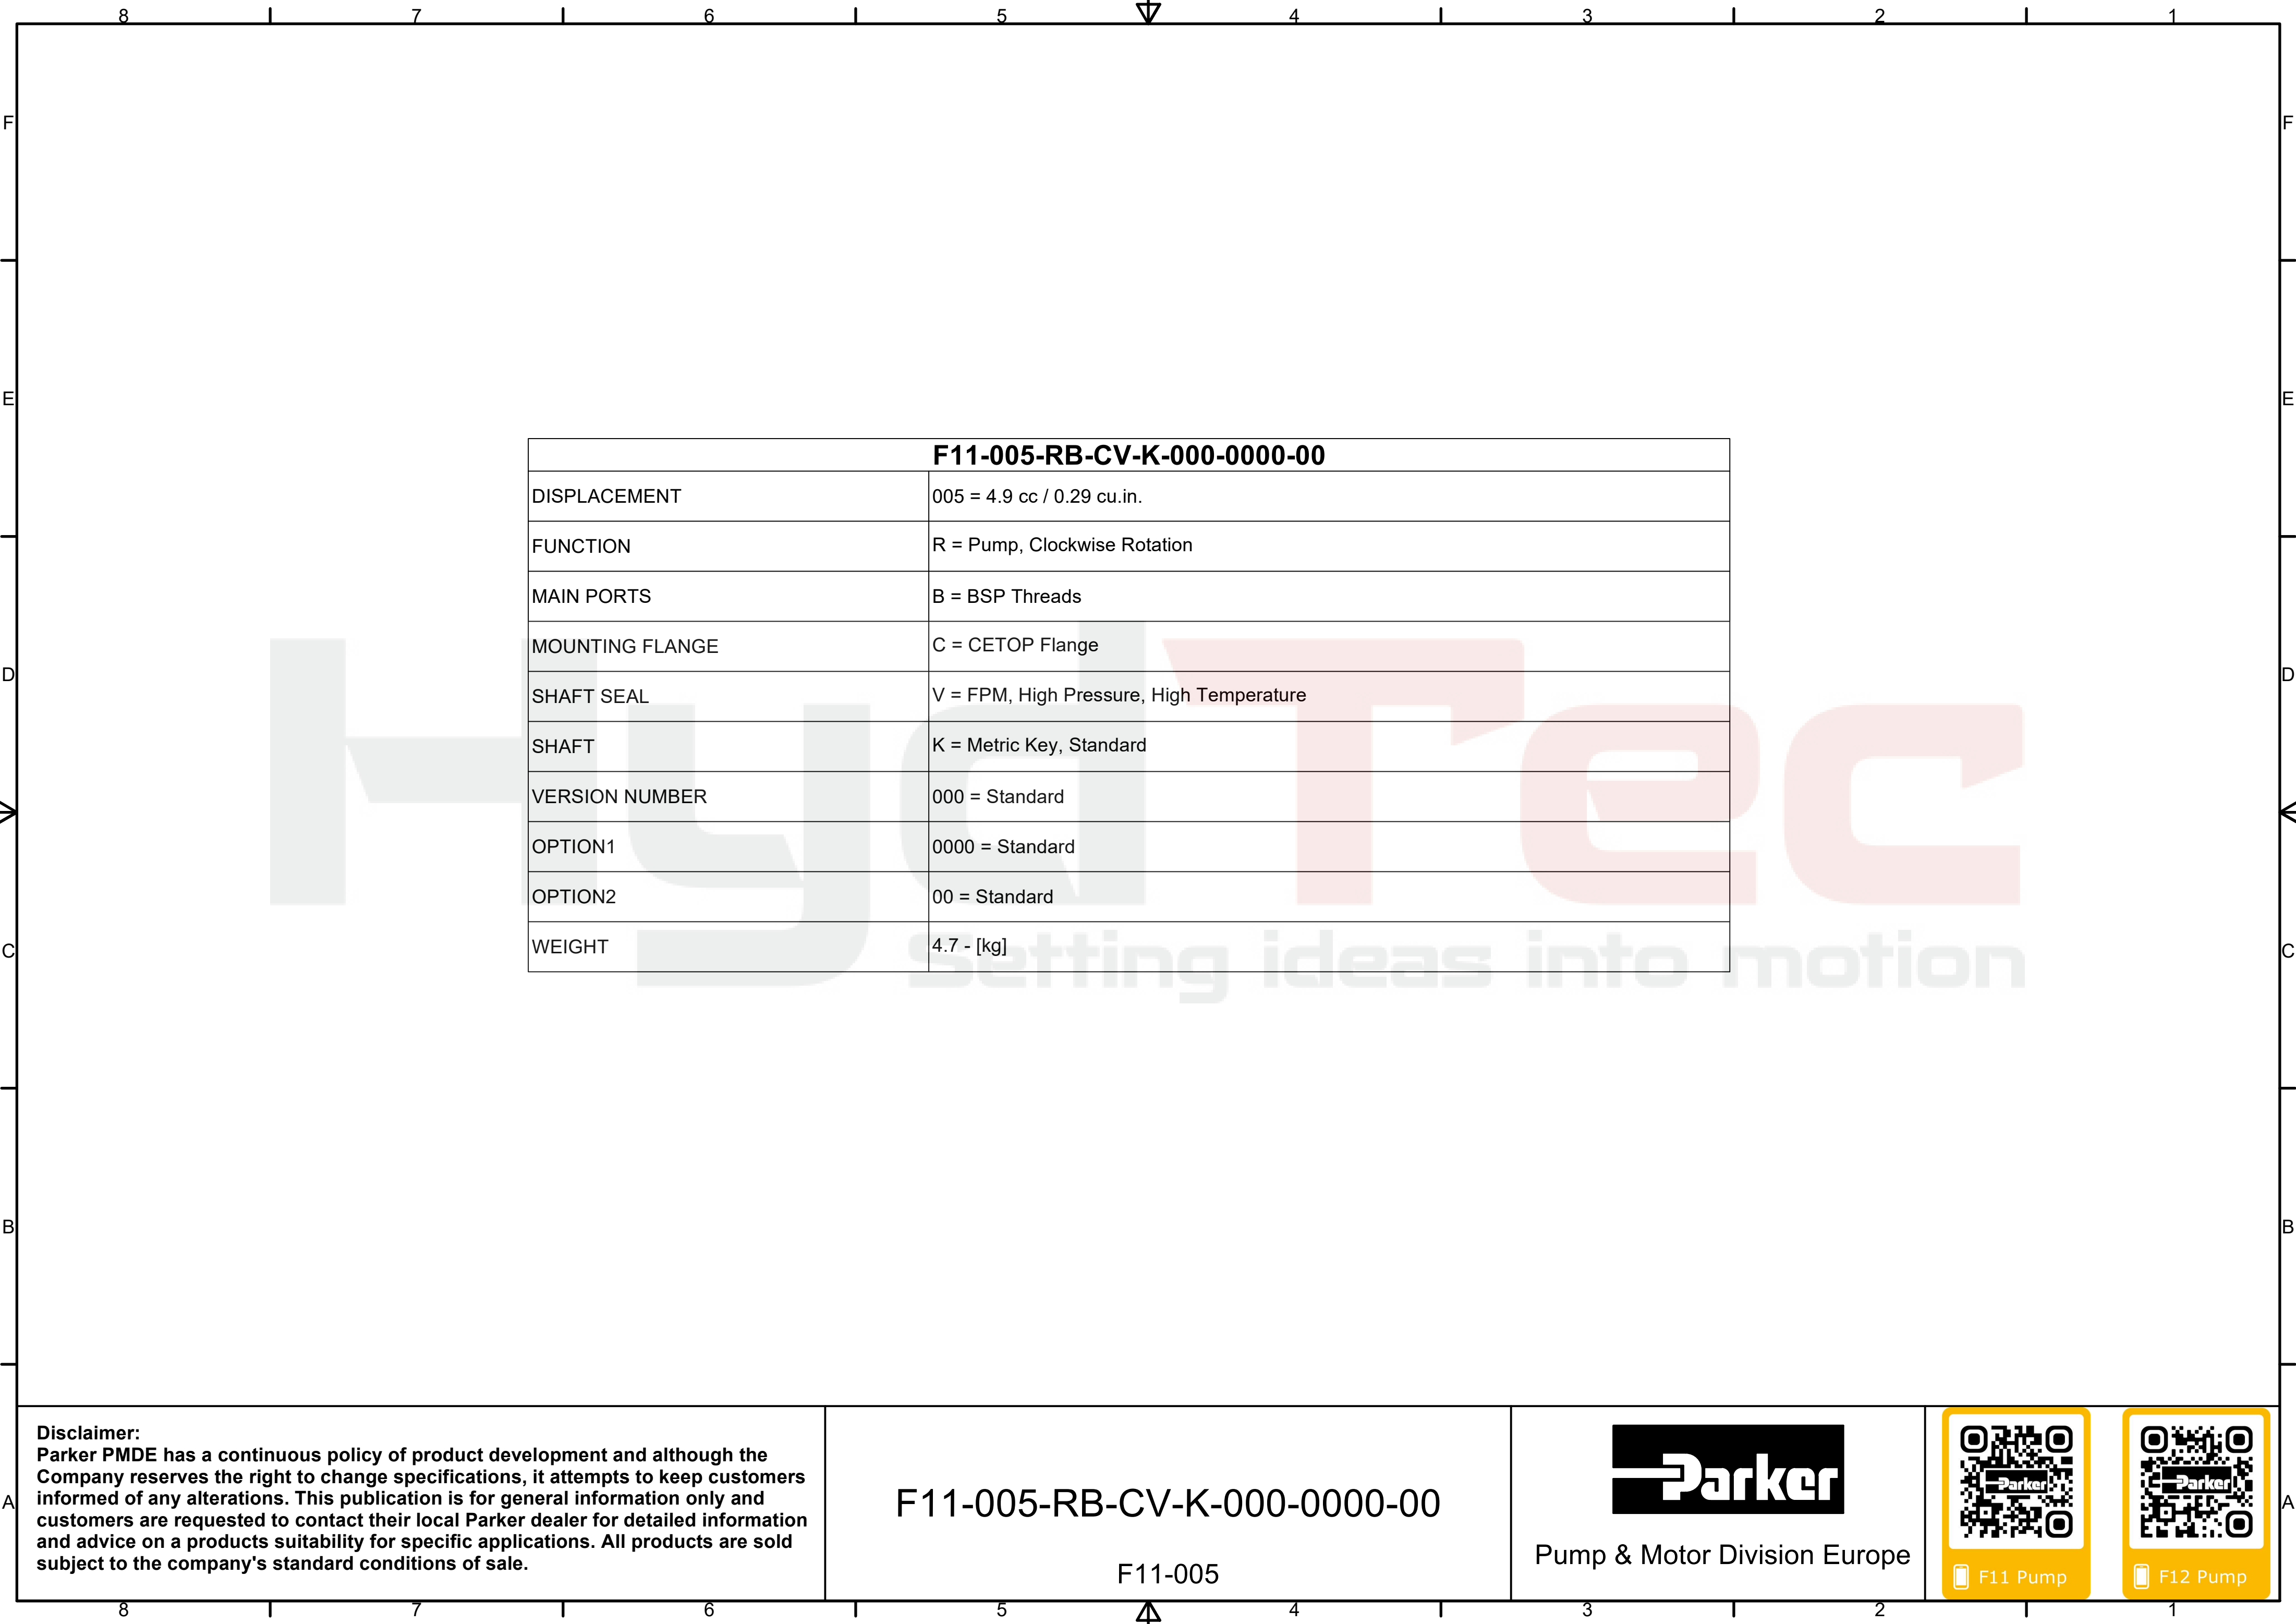 8 7 6 5 4 3 2 1
F F
E E
D D
C C
B B
A A
F11-005-RB-CV-K-000-0000-00
DISPLACEMENT 005 = 4.9 cc / 0.29 cu.in.
FUNCTION R = Pump, Clockwise Rotation
MAIN PORTS B = BSP Threads
MOUNTING FLANGE C = CETOP Flange
SHAFT SEAL V = FPM, High Pressure, High Temperature
SHAFT K = Metric Key, Standard
VERSION NUMBER 000 = Standard
OPTION1 0000 = Standard
OPTION2 00 = Standard
WEIGHT 4.7 - [kg]
HydTec
Setting ideas into motion
Disclaimer:
Parker PMDE has a continuous policy of product development and although the
Company reserves the right to change specifications, it attempts to keep customers
informed of any alterations. This publication is for general information only and
customers are requested to contact their local Parker dealer for detailed information
and advice on a products suitability for specific applications. All products are sold
subject to the company's standard conditions of sale.
F11-005-RB-CV-K-000-0000-00
F11-005
Parker
Pump & Motor Division Europe
Parker
F11 Pump
Parker
F12 Pump
8 7 6 5 4 3 2 1